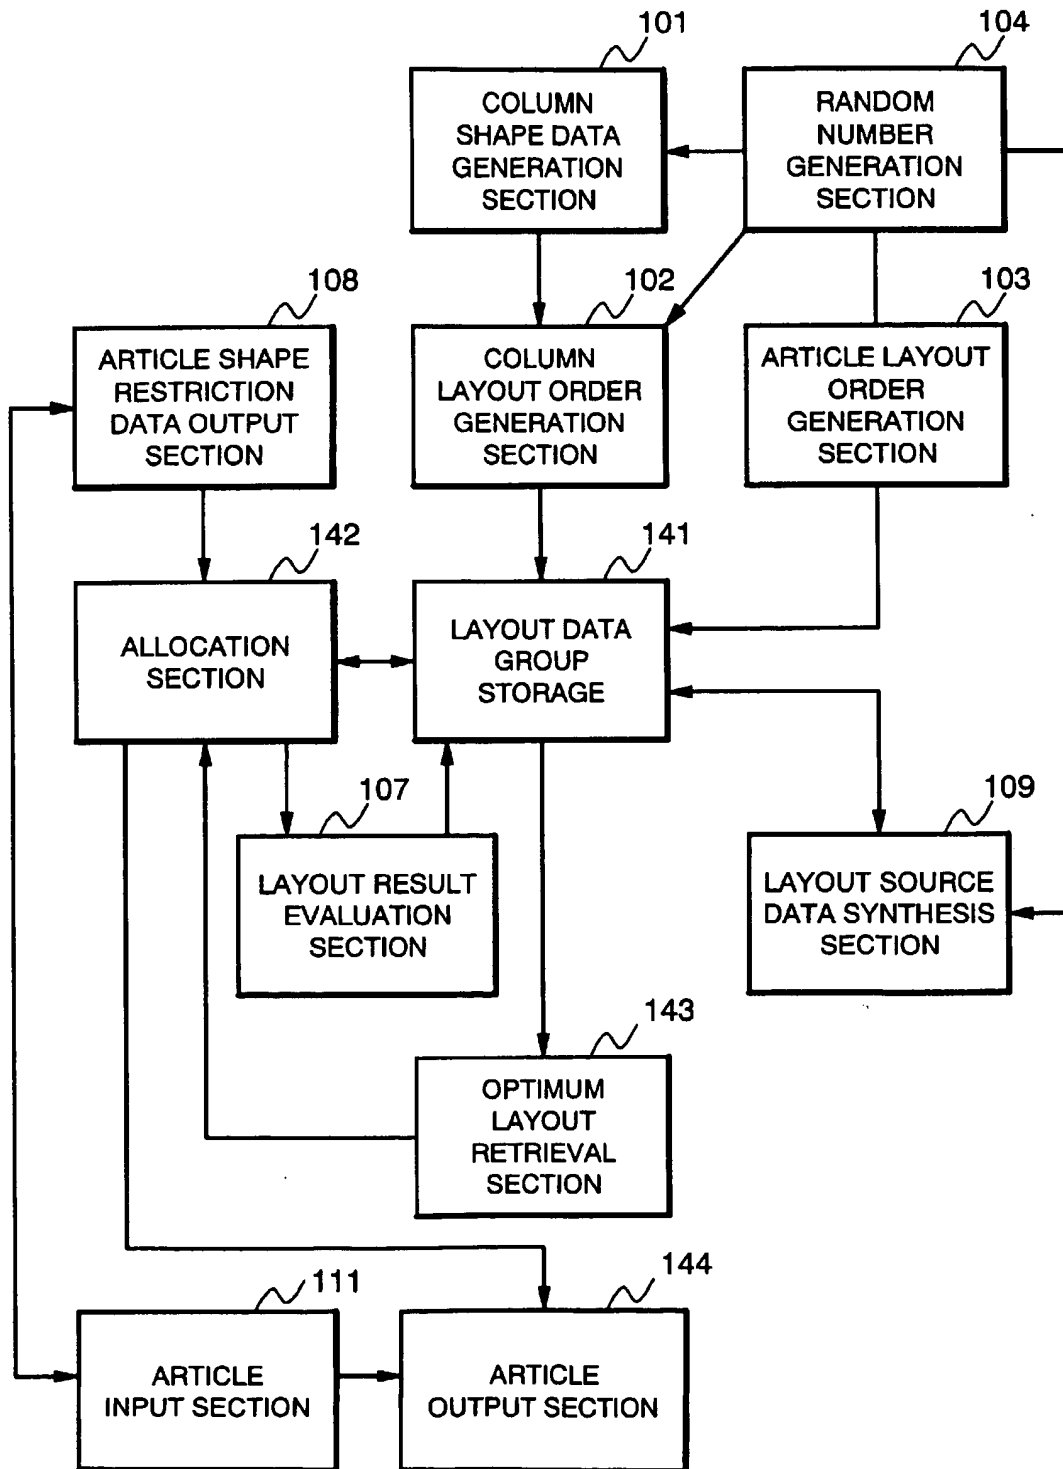 101
COLUMN
SHAPE DATA
GENERATION
SECTION
104
RANDOM
NUMBER
GENERATION
SECTION
108
ARTICLE SHAPE
RESTRICTION
DATA OUTPUT
SECTION
102
COLUMN
LAYOUT ORDER
GENERATION
SECTION
103
ARTICLE LAYOUT
ORDER
GENERATION
SECTION
142
ALLOCATION
SECTION
141
LAYOUT DATA
GROUP
STORAGE
107
LAYOUT RESULT
EVALUATION
SECTION
109
LAYOUT SOURCE
DATA SYNTHESIS
SECTION
143
OPTIMUM
LAYOUT
RETRIEVAL
SECTION
111
ARTICLE
INPUT SECTION
144
ARTICLE
OUTPUT SECTION